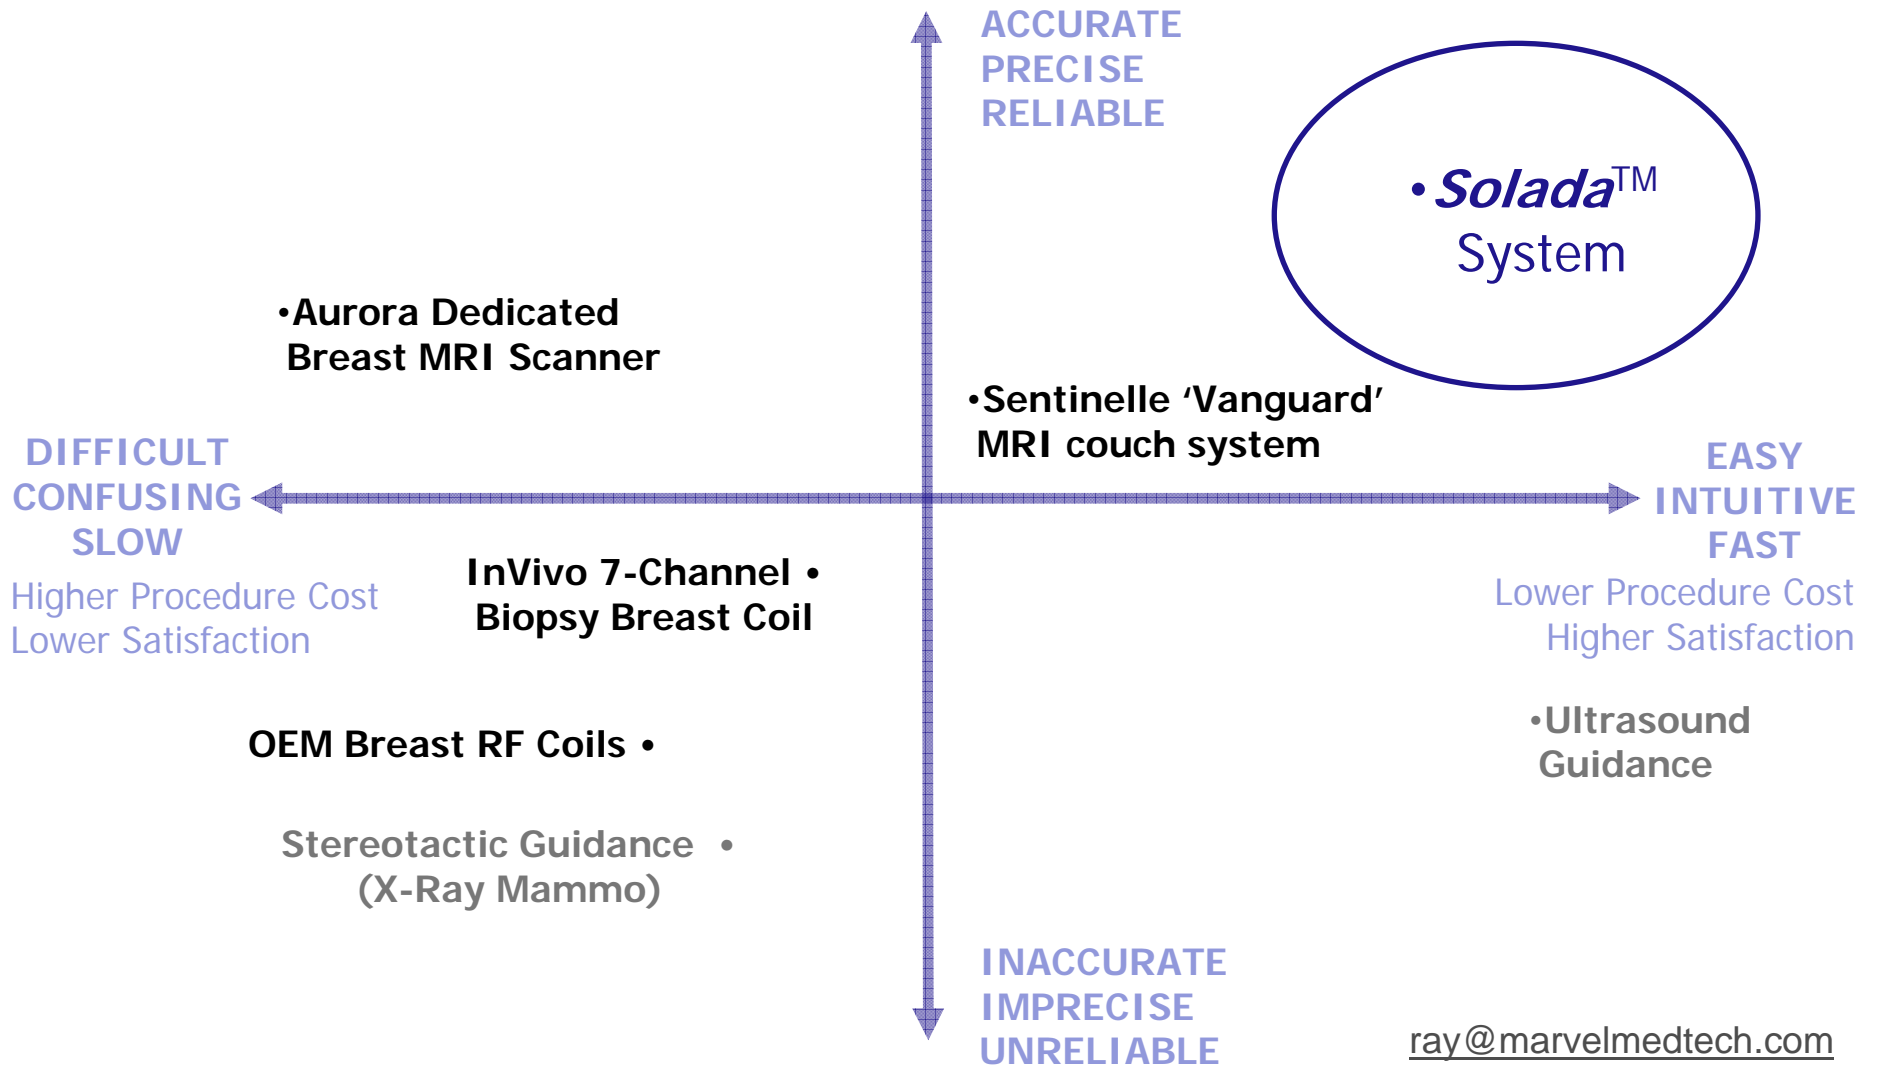 ACCURATE
PRECISE
RELIABLE
•Solada™
System
•Aurora Dedicated
Breast MRI Scanner
•Sentinelle ‘Vanguard’
MRI couch system
DIFFICULT
CONFUSING
SLOW
Higher Procedure Cost
Lower Satisfaction
EASY
INTUITIVE
FAST
Lower Procedure Cost
Higher Satisfaction
InVivo 7-Channel •
Biopsy Breast Coil
OEM Breast RF Coils •
•Ultrasound
Guidance
Stereotactic Guidance •
(X-Ray Mammo)
INACCURATE
IMPRECISE
UNRELIABLE
ray@marvelmedtech.com